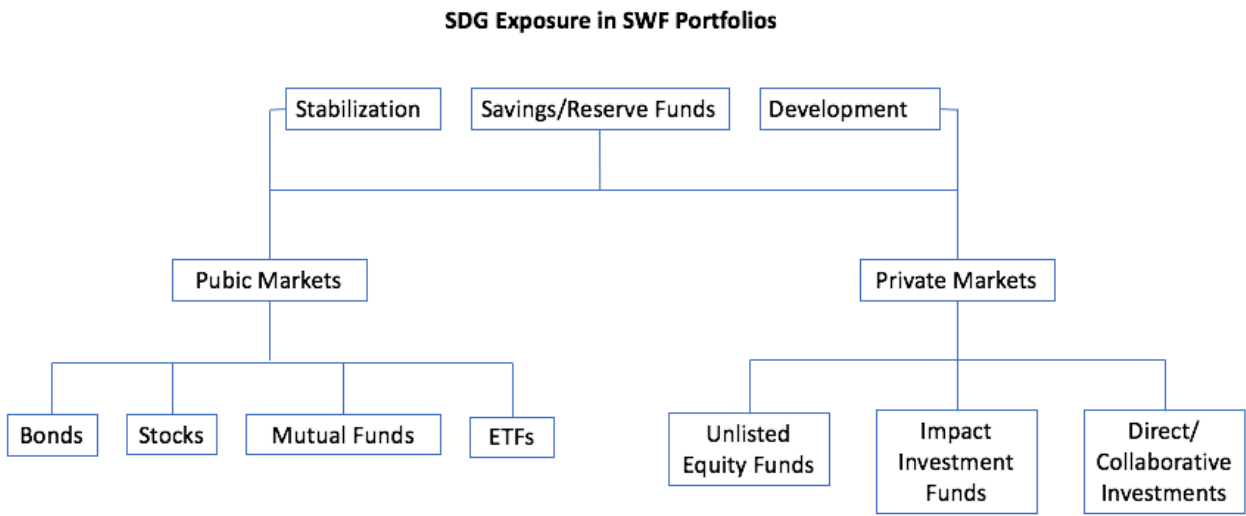 SDG Exposure in SWF Portfolios
Stabilization
Savings/Reserve Funds
Development
Pubic Markets
Private Markets
Bonds
Stocks
Mutual Funds
ETFs
Unlisted
Equity Funds
Impact
Investment
Funds
Direct/
Collaborative
Investments